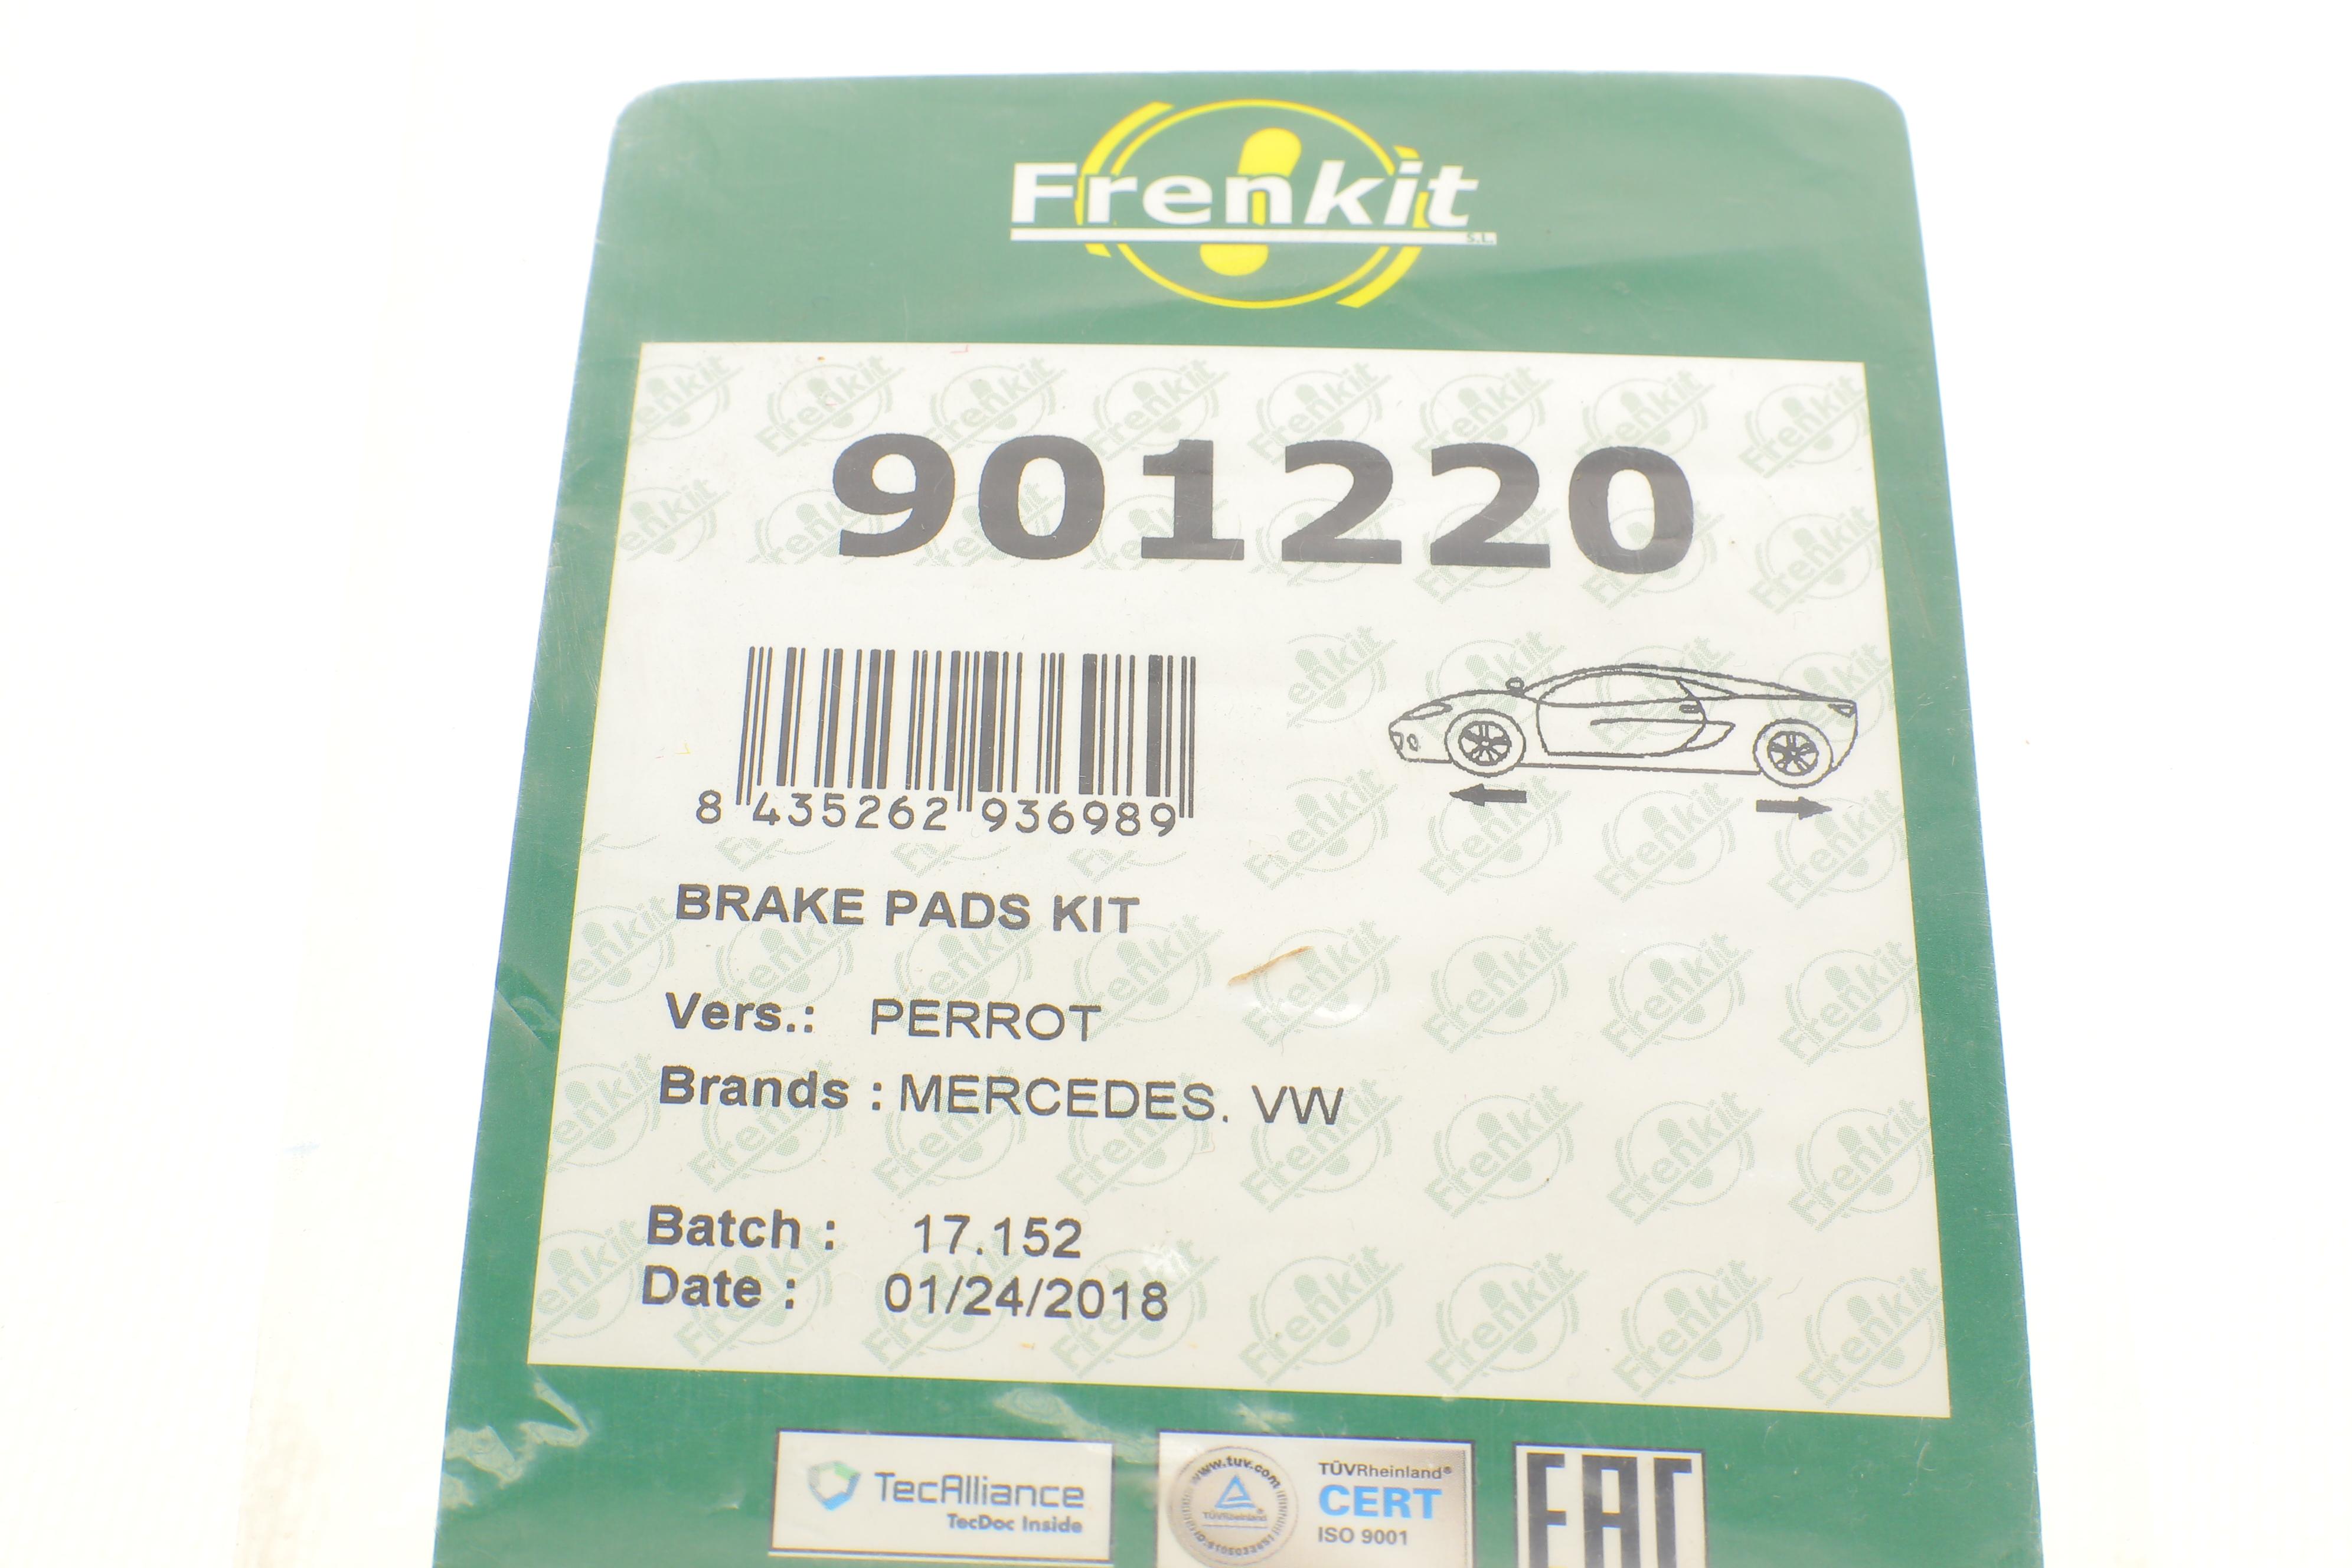 Frenkit
S.L.
901220
8 435262 936989
BRAKE PADS KIT
Vers.: PERROT
Brands : MERCEDES. VW
Batch : 17.152
Date : 01/24/2018
TecAlliance
TecDoc Inside
www.tuv.com
TÜVRheinland
TÜVRheinland®
CERT
ISO 9001
EAC